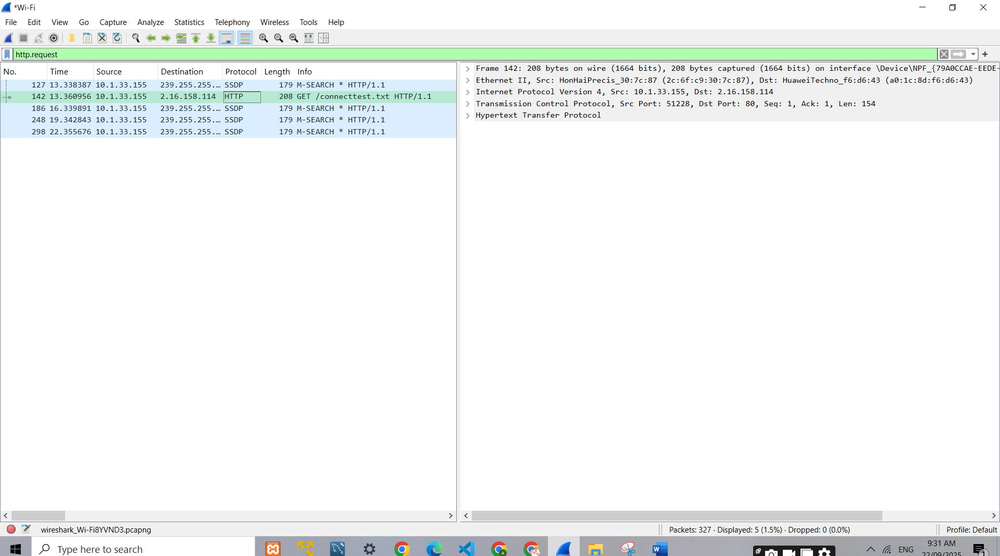 *Wi-Fi
File Edit View Go Capture Analyze Statistics Telephony Wireless Tools Help
http.request
No. Time Source Destination Protocol Length Info
127 13.338387 10.1.33.155 239.255.255.… SSDP 179 M-SEARCH * HTTP/1.1
142 13.360956 10.1.33.155 2.16.158.114 HTTP 208 GET /connecttest.txt HTTP/1.1
186 16.339891 10.1.33.155 239.255.255.… SSDP 179 M-SEARCH * HTTP/1.1
248 19.342843 10.1.33.155 239.255.255.… SSDP 179 M-SEARCH * HTTP/1.1
298 22.355676 10.1.33.155 239.255.255.… SSDP 179 M-SEARCH * HTTP/1.1
Frame 142: 208 bytes on wire (1664 bits), 208 bytes captured (1664 bits) on interface \Device\NPF_{79A0CCAE-EEDE-
Ethernet II, Src: HonHaiPrecis_30:7c:87 (2c:6f:c9:30:7c:87), Dst: HuaweiTechno_f6:d6:43 (a0:1c:8d:f6:d6:43)
Internet Protocol Version 4, Src: 10.1.33.155, Dst: 2.16.158.114
Transmission Control Protocol, Src Port: 51228, Dst Port: 80, Seq: 1, Ack: 1, Len: 154
Hypertext Transfer Protocol
wireshark_Wi-Fi8YVND3.pcapng
Packets: 327 · Displayed: 5 (1.5%) · Dropped: 0 (0.0%)
Profile: Default
Type here to search
ENG
9:31 AM
22/09/2025
1